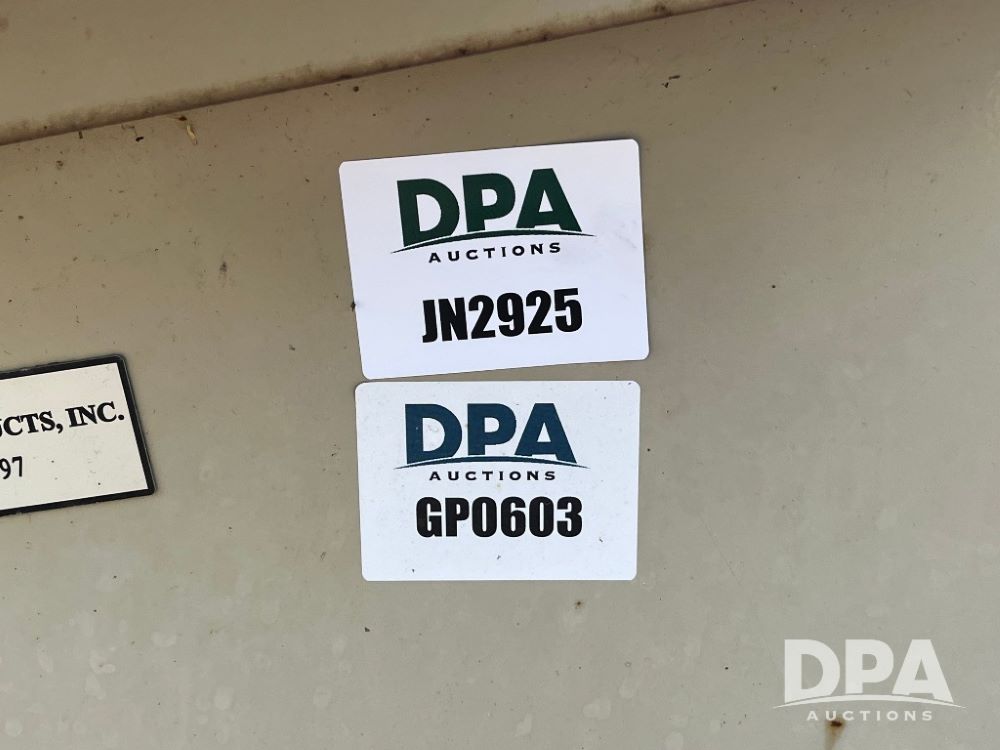 DPA
AUCTIONS
JN2925
INC.
97
DPA
AUCTIONS
GP0603
DPA
AUCTIONS